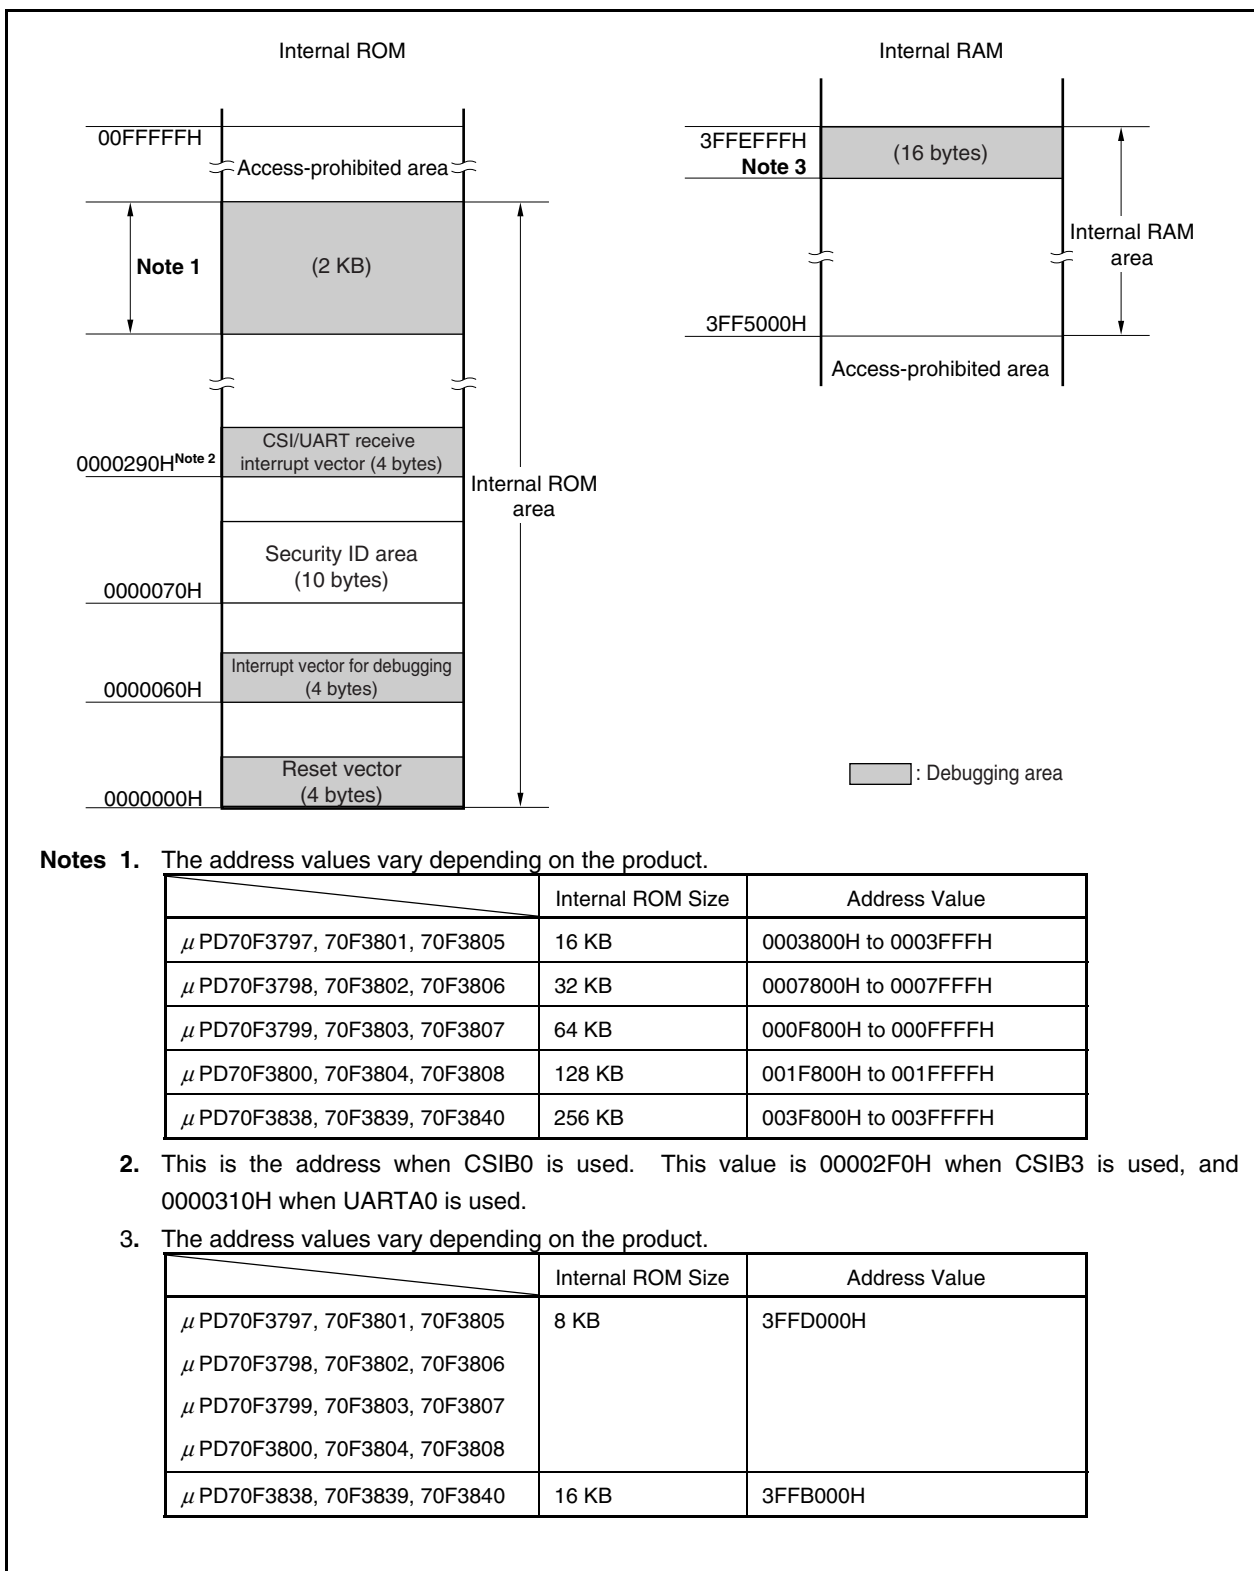 Internal ROM
00FFFFFH
Access-prohibited area
Note 1
(2 KB)
CSI/UART receive
interrupt vector (4 bytes)
0000290H Note 2
Internal ROM
area
Security ID area
(10 bytes)
0000070H
Interrupt vector for debugging
(4 bytes)
0000060H
Reset vector
(4 bytes)
0000000H
Internal RAM
3FFEFFFH
Note 3
(16 bytes)
Internal RAM
area
3FF5000H
Access-prohibited area
: Debugging area
Notes 1. The address values vary depending on the product.
Internal ROM Size Address Value
μPD70F3797, 70F3801, 70F3805 16 KB 0003800H to 0003FFFH
μPD70F3798, 70F3802, 70F3806 32 KB 0007800H to 0007FFFH
μPD70F3799, 70F3803, 70F3807 64 KB 000F800H to 000FFFFH
μPD70F3800, 70F3804, 70F3808 128 KB 001F800H to 001FFFFH
μPD70F3838, 70F3839, 70F3840 256 KB 003F800H to 003FFFFH
2. This is the address when CSIB0 is used. This value is 00002F0H when CSIB3 is used, and
0000310H when UARTA0 is used.
3. The address values vary depending on the product.
Internal ROM Size Address Value
μPD70F3797, 70F3801, 70F3805 8 KB 3FFD000H
μPD70F3798, 70F3802, 70F3806
μPD70F3799, 70F3803, 70F3807
μPD70F3800, 70F3804, 70F3808
μPD70F3838, 70F3839, 70F3840 16 KB 3FFB000H